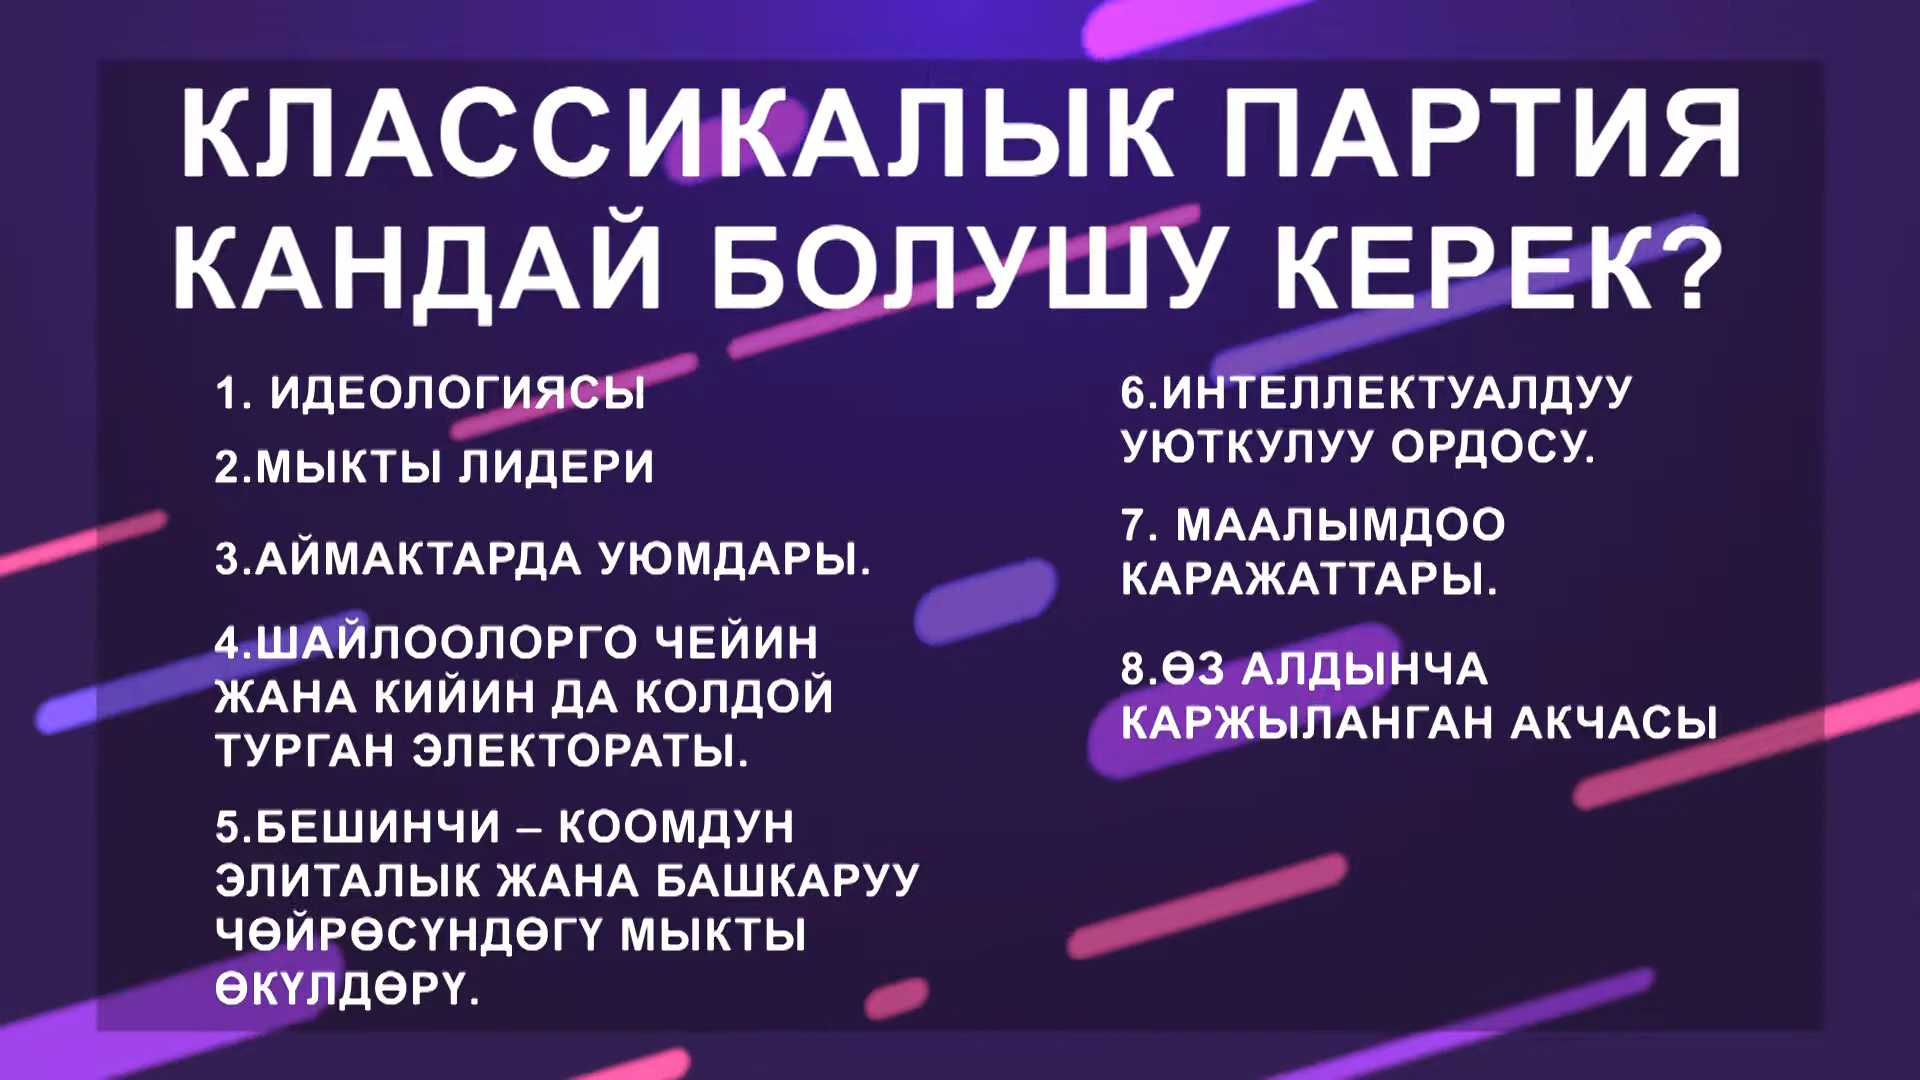 КЛАССИКАЛЫК ПАРТИЯ
КАНДАЙ БОЛУШУ КЕРЕК?
1. ИДЕОЛОГИЯСЫ
2.МЫКТЫ ЛИДЕРИ
3.АЙМАКТАРДА УЮМДАРЫ.
4.ШАЙЛООЛОРГО ЧЕЙИН
ЖАНА КИЙИН ДА КОЛДОЙ
ТУРГАН ЭЛЕКТОРАТЫ.
5.БЕШИНЧИ – КООМДУН
ЭЛИТАЛЫК ЖАНА БАШКАРУУ
ЧӨЙРӨСҮНДӨГҮ МЫКТЫ
ӨКҮЛДӨРҮ.
6.ИНТЕЛЛЕКТУАЛДУУ
УЮТКУЛУУ ОРДОСУ.
7. МААЛЫМДОО
КАРАЖАТТАРЫ.
8.ӨЗ АЛДЫНЧА
КАРЖЫЛАНГАН АКЧАСЫ